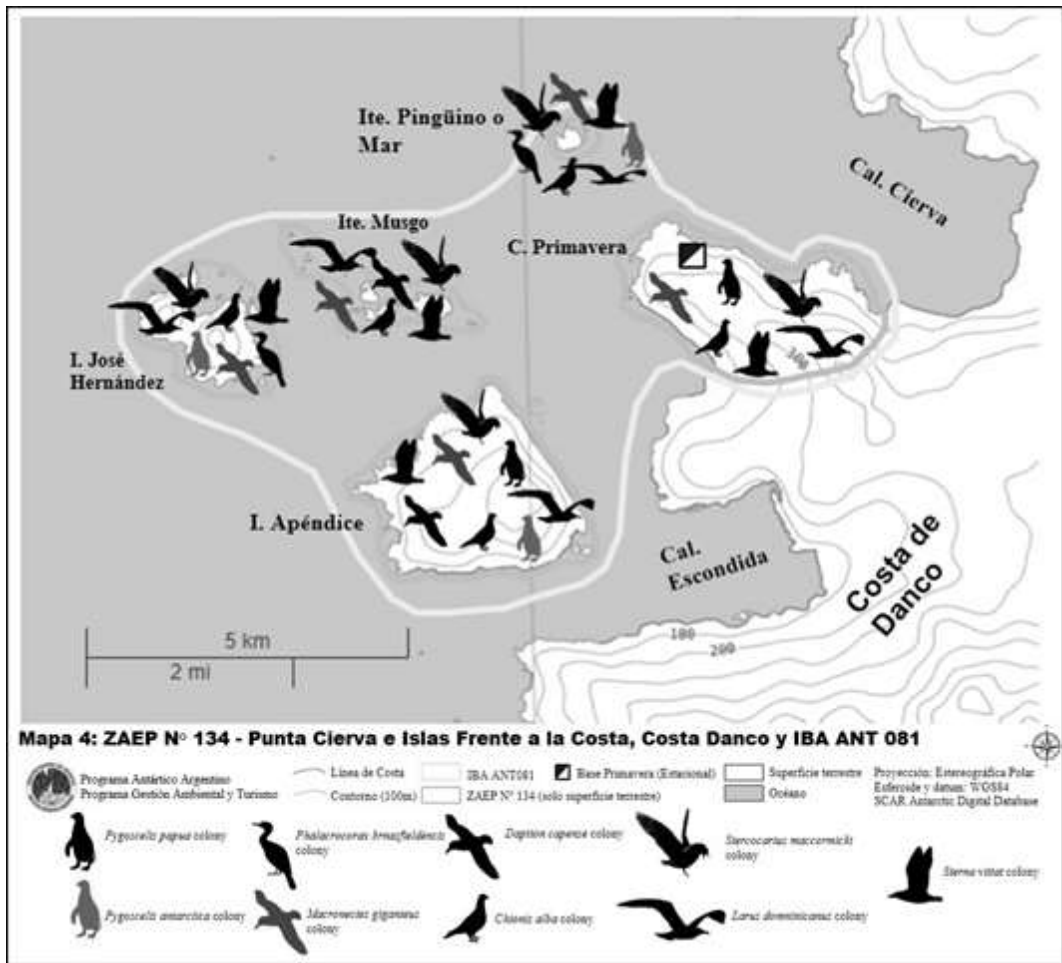 Ite. Pingüino o
Mar
Cal. Cierva
Ite. Musgo
C. Primavera
I. José
Hernández
100
I. Apéndice
Cal.
Escondida
Costa de
Danco
5 km
2 mi
180
200
Mapa 4: ZAEP Nº 134 - Punta Cierva e Islas Frente a la Costa, Costa Danco y IBA ANT 081
Programa Antártico Argentino
Programa Gestión Ambiental y Turismo
Línea de Costa
Contorno (100m)
IBA ANT081
ZAEP Nº 134 (solo superficie terrestre)
Base Primavera (Estacional)
Superficie terrestre
Océano
Proyección: Estereográfica Polar
Esferoide y datum: WGS84
SCAR Antarctic Digital Database
Pygoscelis papua colony
Phalacrocorax bransfieldensis
colony
Daption capense colony
Stercorarius maccormicki
colony
Sterna vittat colony
Pygoscelis antarctica colony
Macronectes giganteus
colony
Chionis alba colony
Larus dominicanus colony